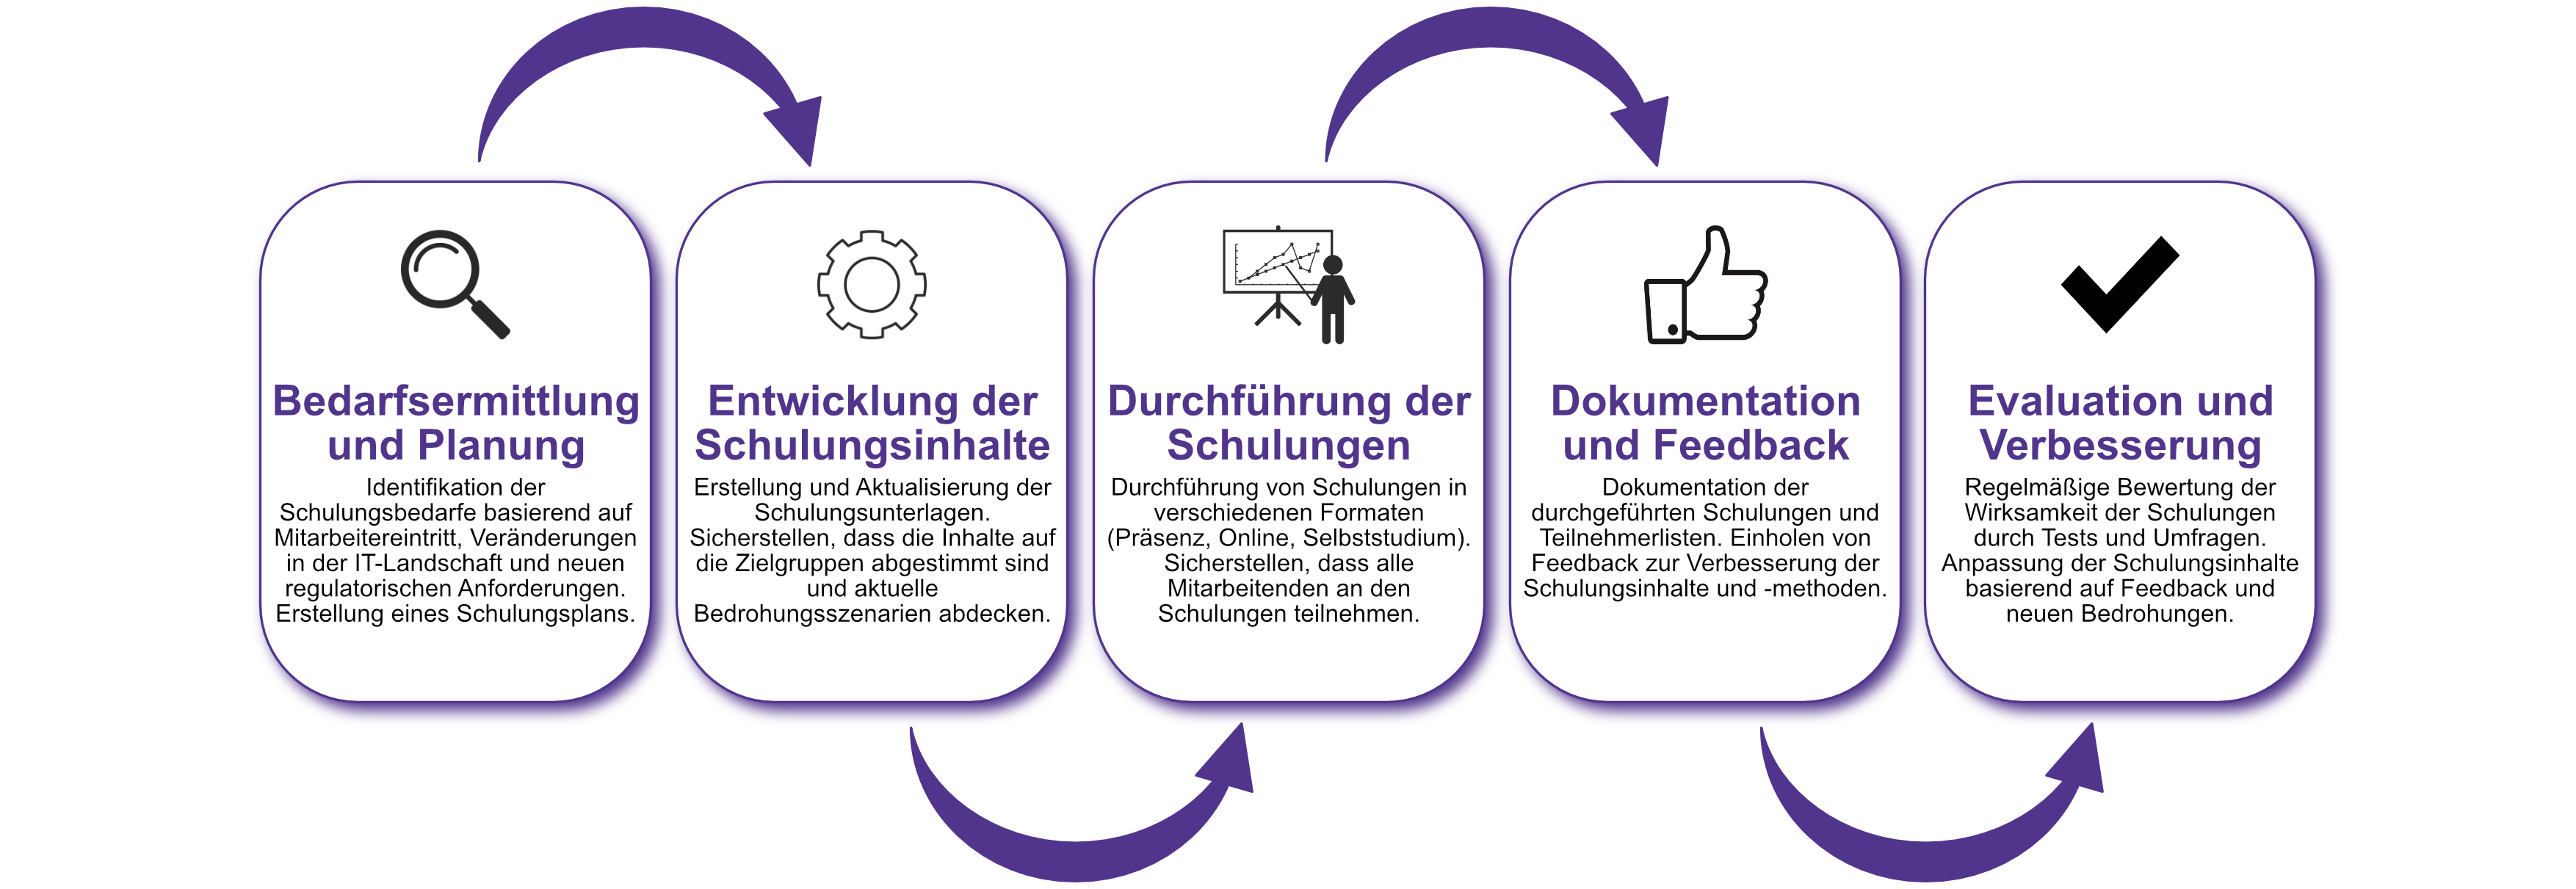 Bedarfsermittlung
und Planung
Identifikation der
Schulungsbedarfe basierend auf
Mitarbeitereintritt, Veränderungen
in der IT-Landschaft und neuen
regulatorischen Anforderungen.
Erstellung eines Schulungsplans.
Entwicklung der
Schulungsinhalte
Erstellung und Aktualisierung der
Schulungsunterlagen.
Sicherstellen, dass die Inhalte auf
die Zielgruppen abgestimmt sind
und aktuelle
Bedrohungsszenarien abdecken.
Durchführung der
Schulungen
Durchführung von Schulungen in
verschiedenen Formaten
(Präsenz, Online, Selbststudium).
Sicherstellen, dass alle
Mitarbeitenden an den
Schulungen teilnehmen.
Dokumentation
und Feedback
Dokumentation der
durchgeführten Schulungen und
Teilnehmerlisten. Einholen von
Feedback zur Verbesserung der
Schulungsinhalte und -methoden.
Evaluation und
Verbesserung
Regelmäßige Bewertung der
Wirksamkeit der Schulungen
durch Tests und Umfragen.
Anpassung der Schulungsinhalte
basierend auf Feedback und
neuen Bedrohungen.